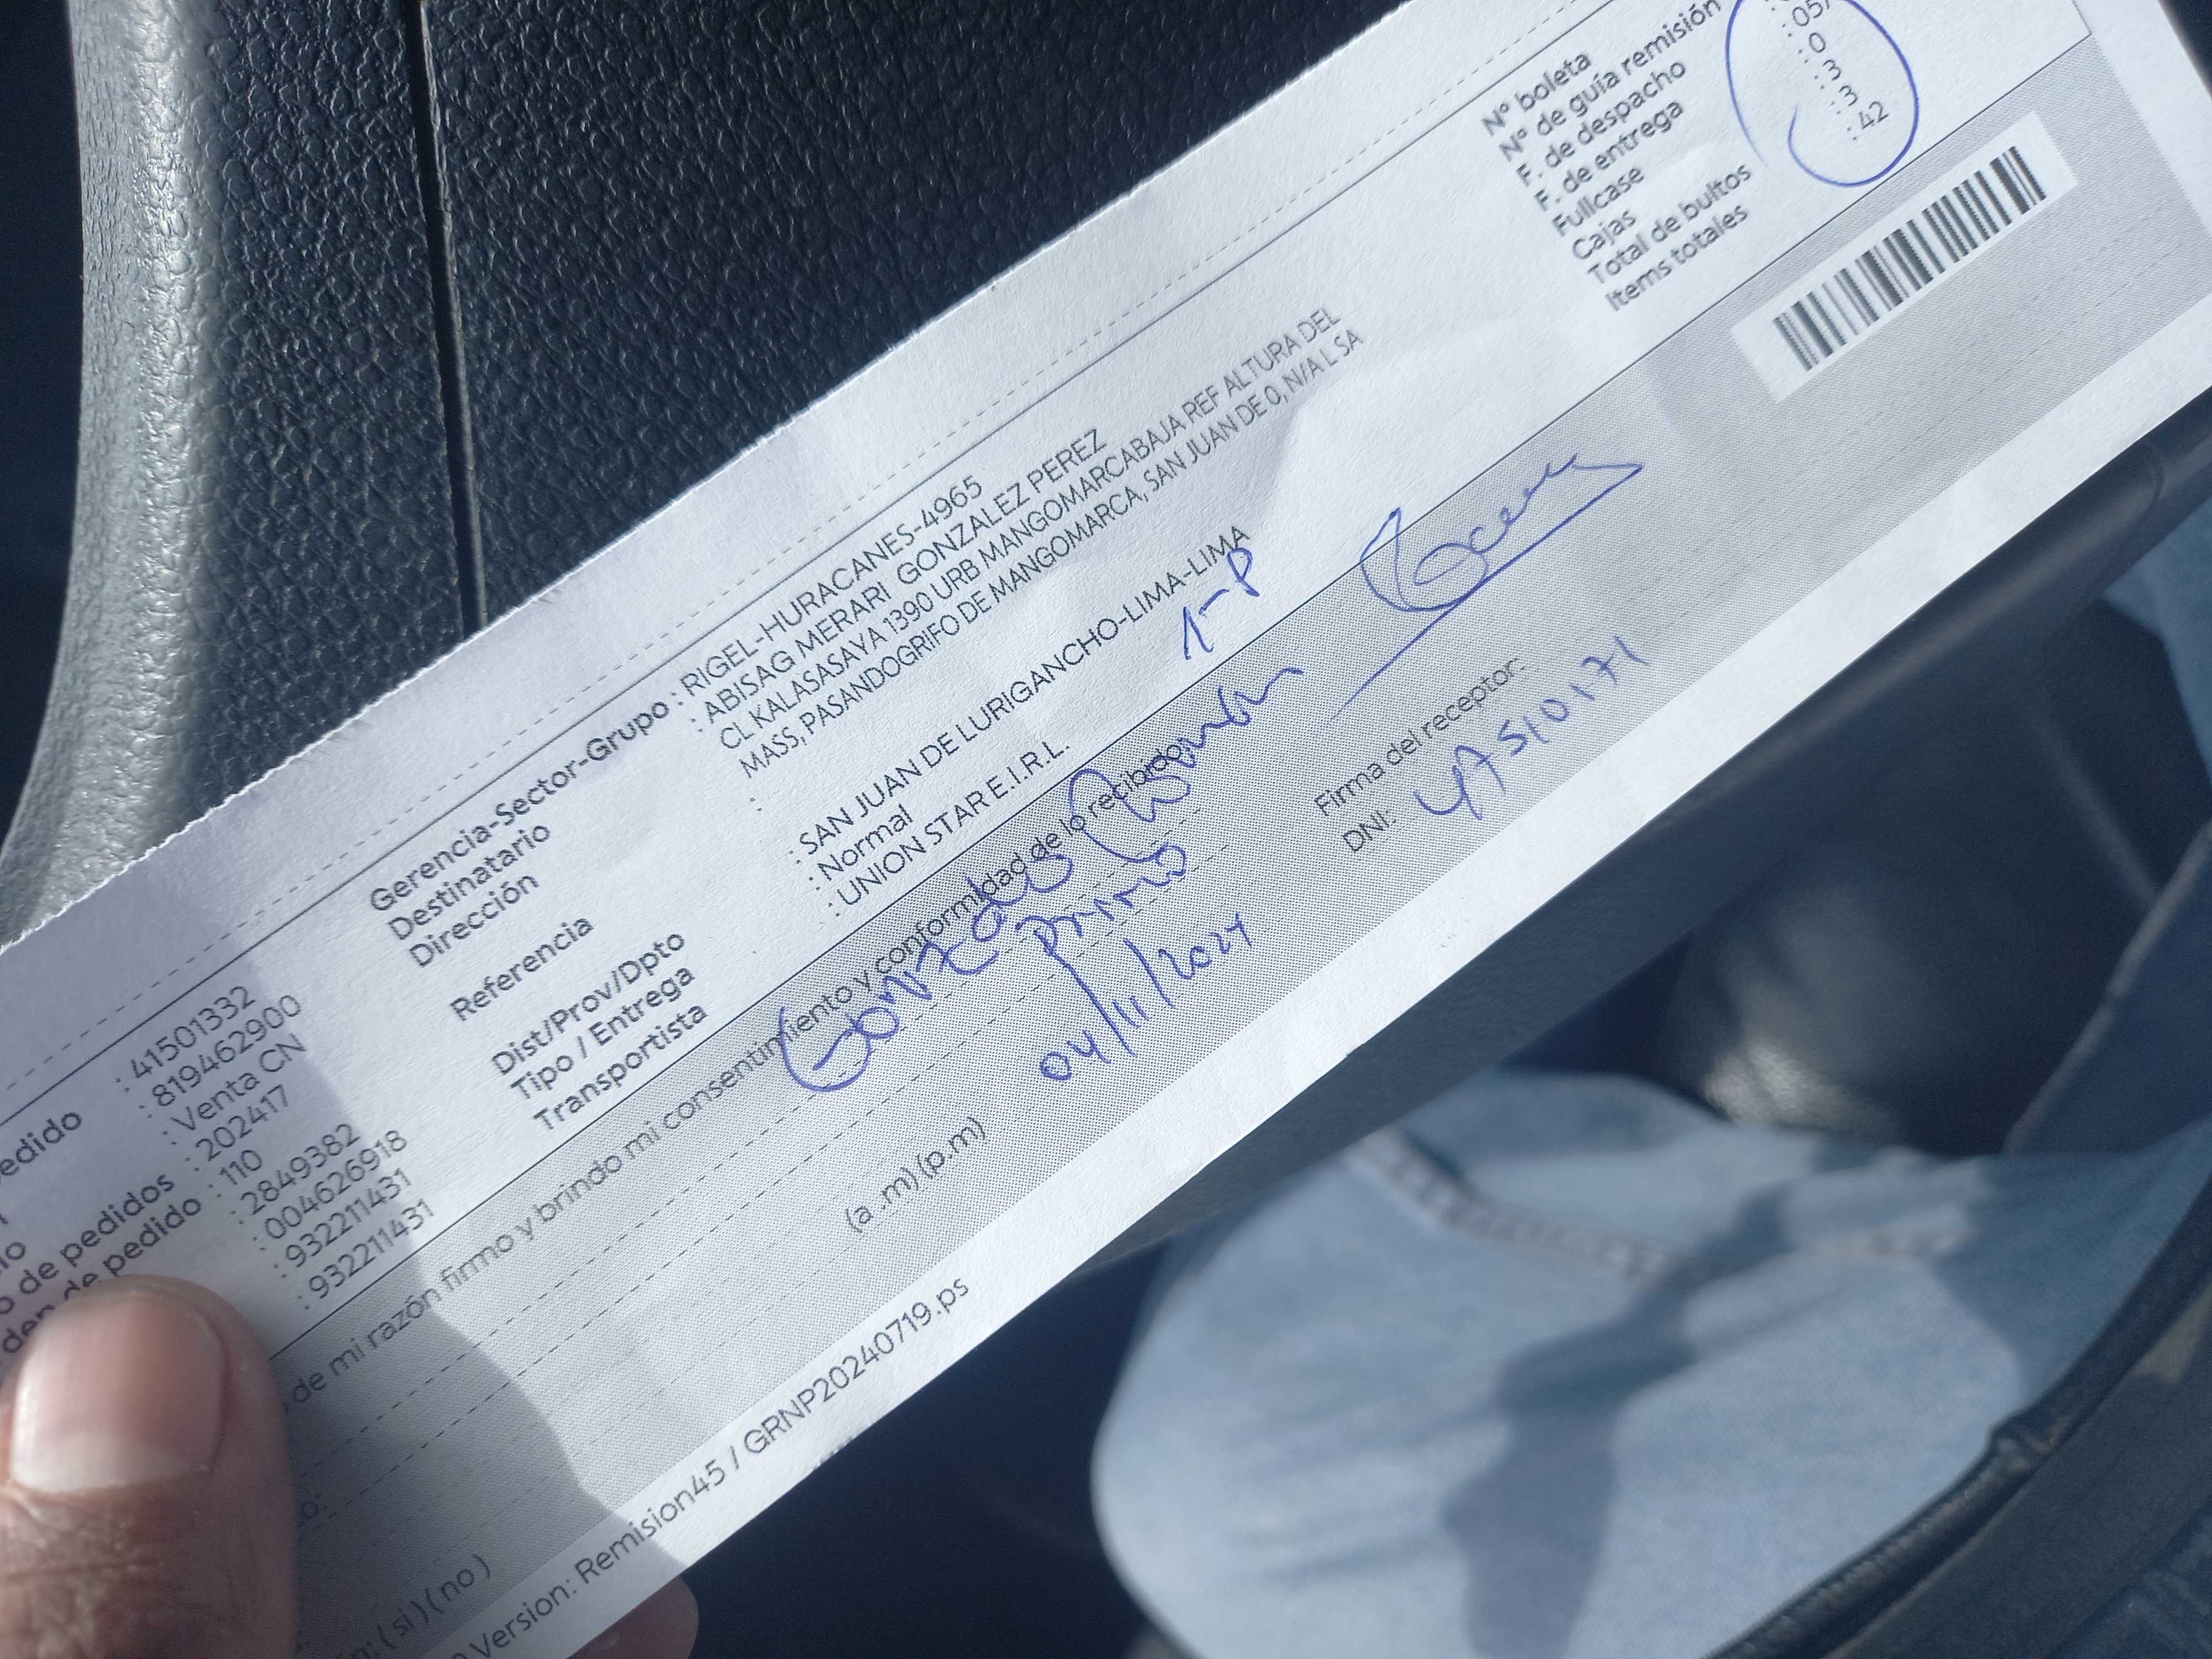 edido : 41501332
: 819462900
: Venta CN
o de pedidos : 202417
de pedido : 110
: 2849382
: 004626918
: 932211431
: 932211431
Gerencia-Sector-Grupo : RIGEL-HURACANES-4965
Destinatario : ABISAG MERARI GONZALEZ PEREZ
Dirección CL KALASASAYA 1390 URB MANGOMARCABAJA REF ALTURA DEL
MASS, PASANDOGRIFO DE MANGOMARCA, SAN JUAN DE 0, N/A L SA
Referencia :
Dist/Prov/Dpto : SAN JUAN DE LURIGANCHO-LIMA-LIMA
Tipo / Entrega : Normal
Transportista : UNION STAR E.I.R.L.
1-P
N° boleta
N° de guía remisión
F. de despacho
F. de entrega : 05/
Fullcase : 0
Cajas : 3
Total de bultos : 3
Items totales : 42
de mi razón firmo y brindo mi consentimiento y conformidad de lo recibido
Gonzales
Primo
04/11/2024
(a .m) (p.m)
Firma del receptor:
DNI: 47510171
o:
n: ( si ) ( no )
Version: Remision45 / GRNP20240719.ps